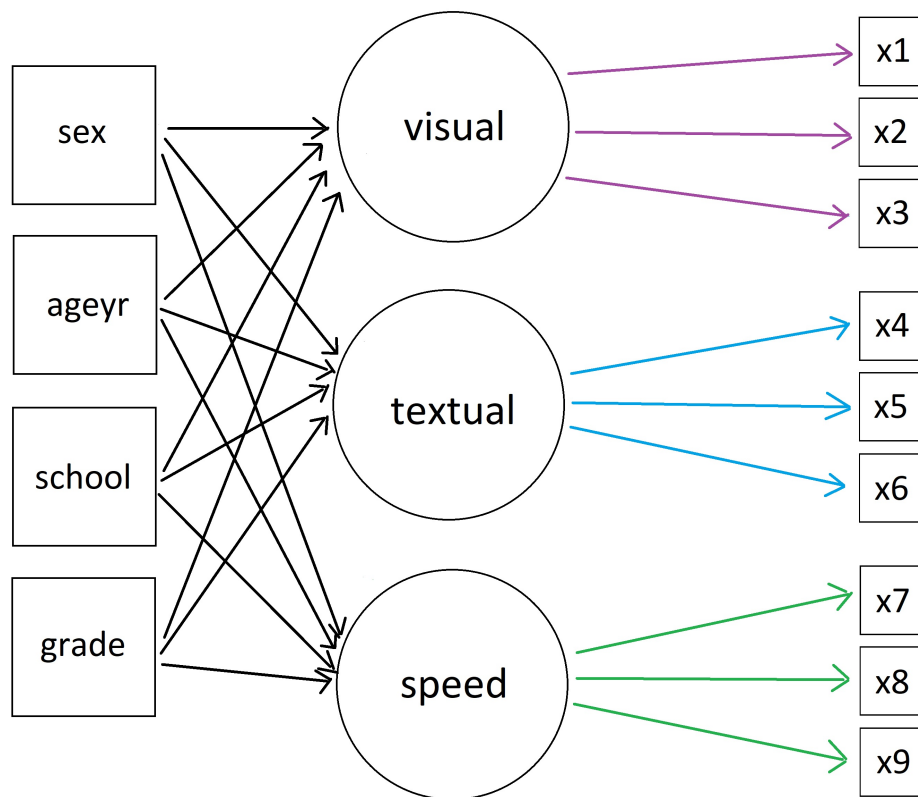 sex
ageyr
school
grade
visual
textual
speed
x1
x2
x3
x4
x5
x6
x7
x8
x9